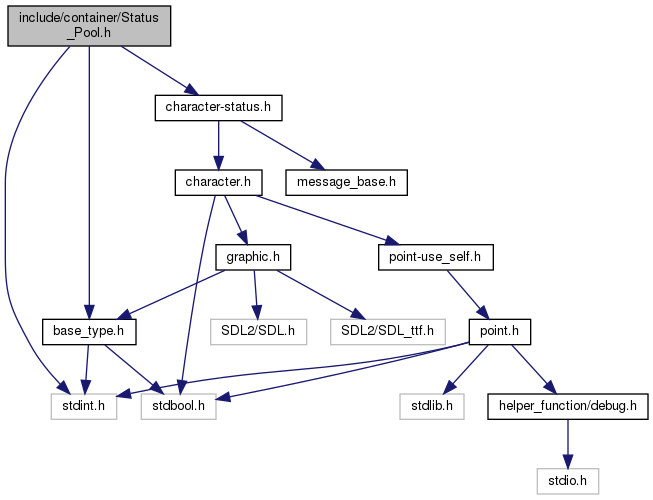 include/container/Status
_Pool.h
character-status.h
character.h
message_base.h
graphic.h
point-use_self.h
base_type.h
SDL2/SDL.h
SDL2/SDL_ttf.h
point.h
stdint.h
stdbool.h
stdlib.h
helper_function/debug.h
stdio.h